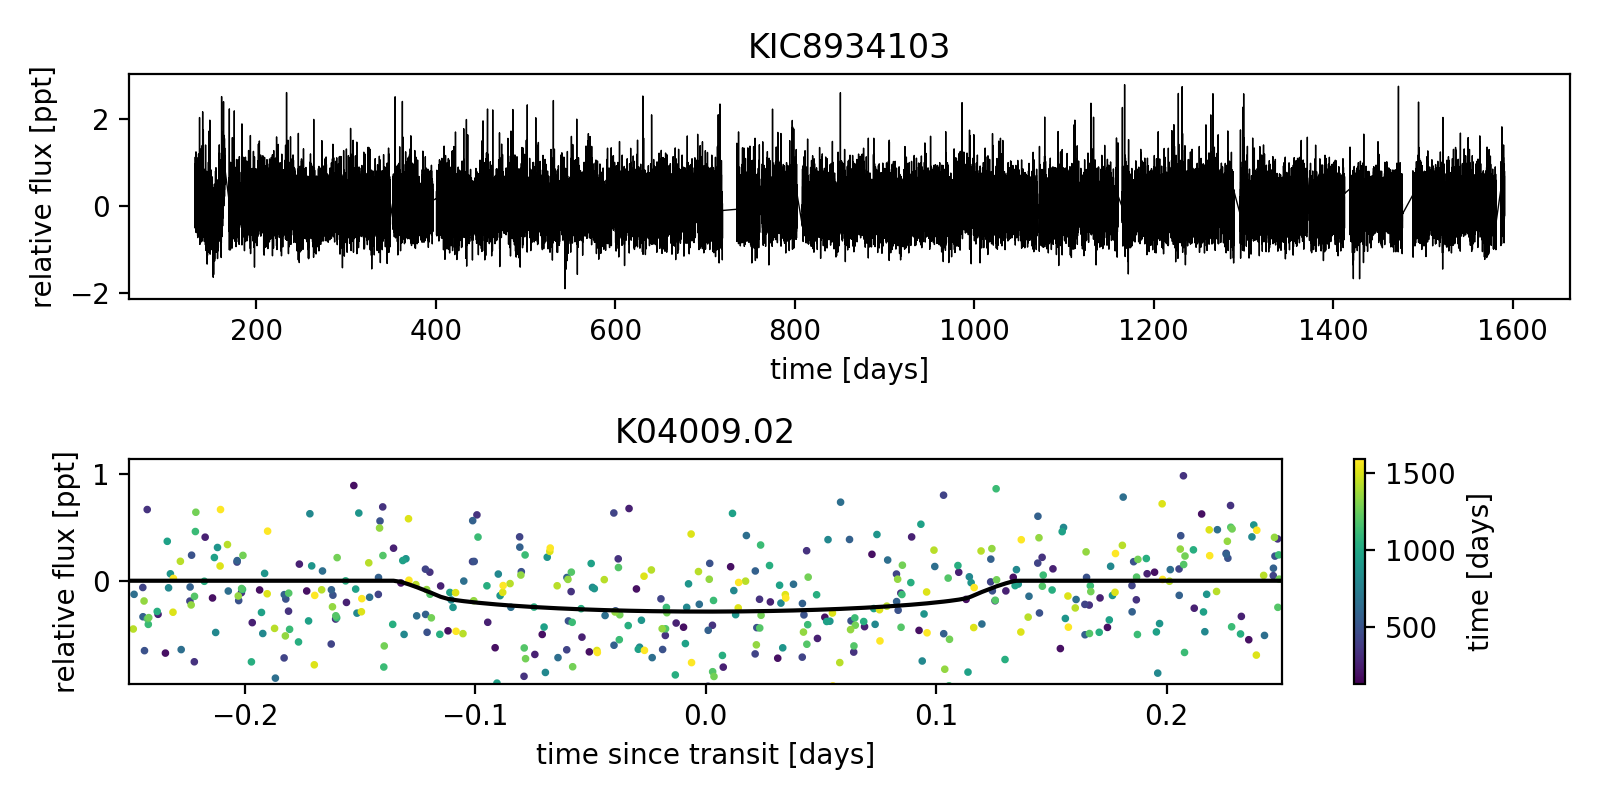 KIC8934103
relative flux [ppt]
2
0
−2
200 400 600 800 1000 1200 1400 1600
time [days]
K04009.02
relative flux [ppt]
1
0
−0.2 −0.1 0.0 0.1 0.2
time since transit [days]
1500
1000
500
time [days]